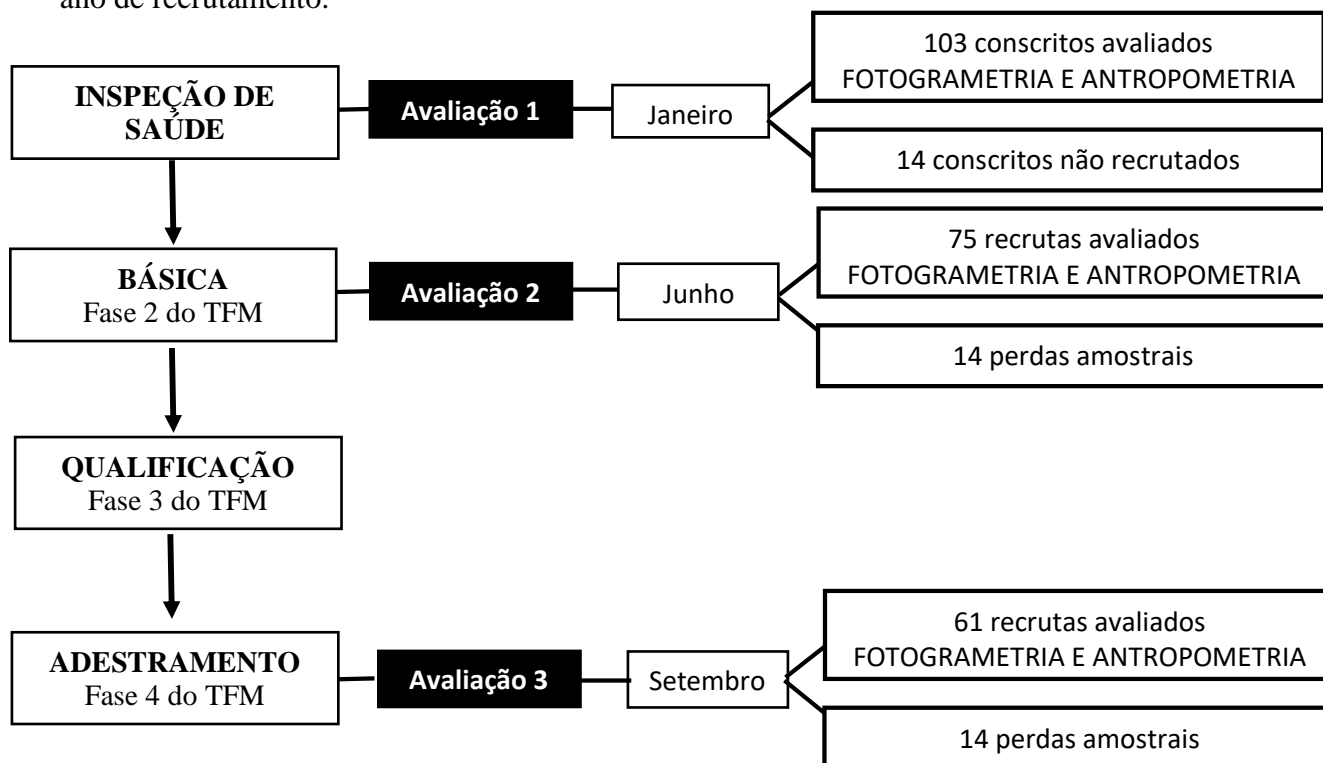 ano de recrutamento.
103 conscritos avaliados
FOTOGRAMETRIA E ANTROPOMETRIA
INSPEÇÃO DE
SAÚDE
Avaliação 1
Janeiro
14 conscritos não recrutados
75 recrutas avaliados
FOTOGRAMETRIA E ANTROPOMETRIA
BÁSICA
Fase 2 do TFM
Avaliação 2
Junho
14 perdas amostrais
QUALIFICAÇÃO
Fase 3 do TFM
61 recrutas avaliados
FOTOGRAMETRIA E ANTROPOMETRIA
ADESTRAMENTO
Fase 4 do TFM
Avaliação 3
Setembro
14 perdas amostrais